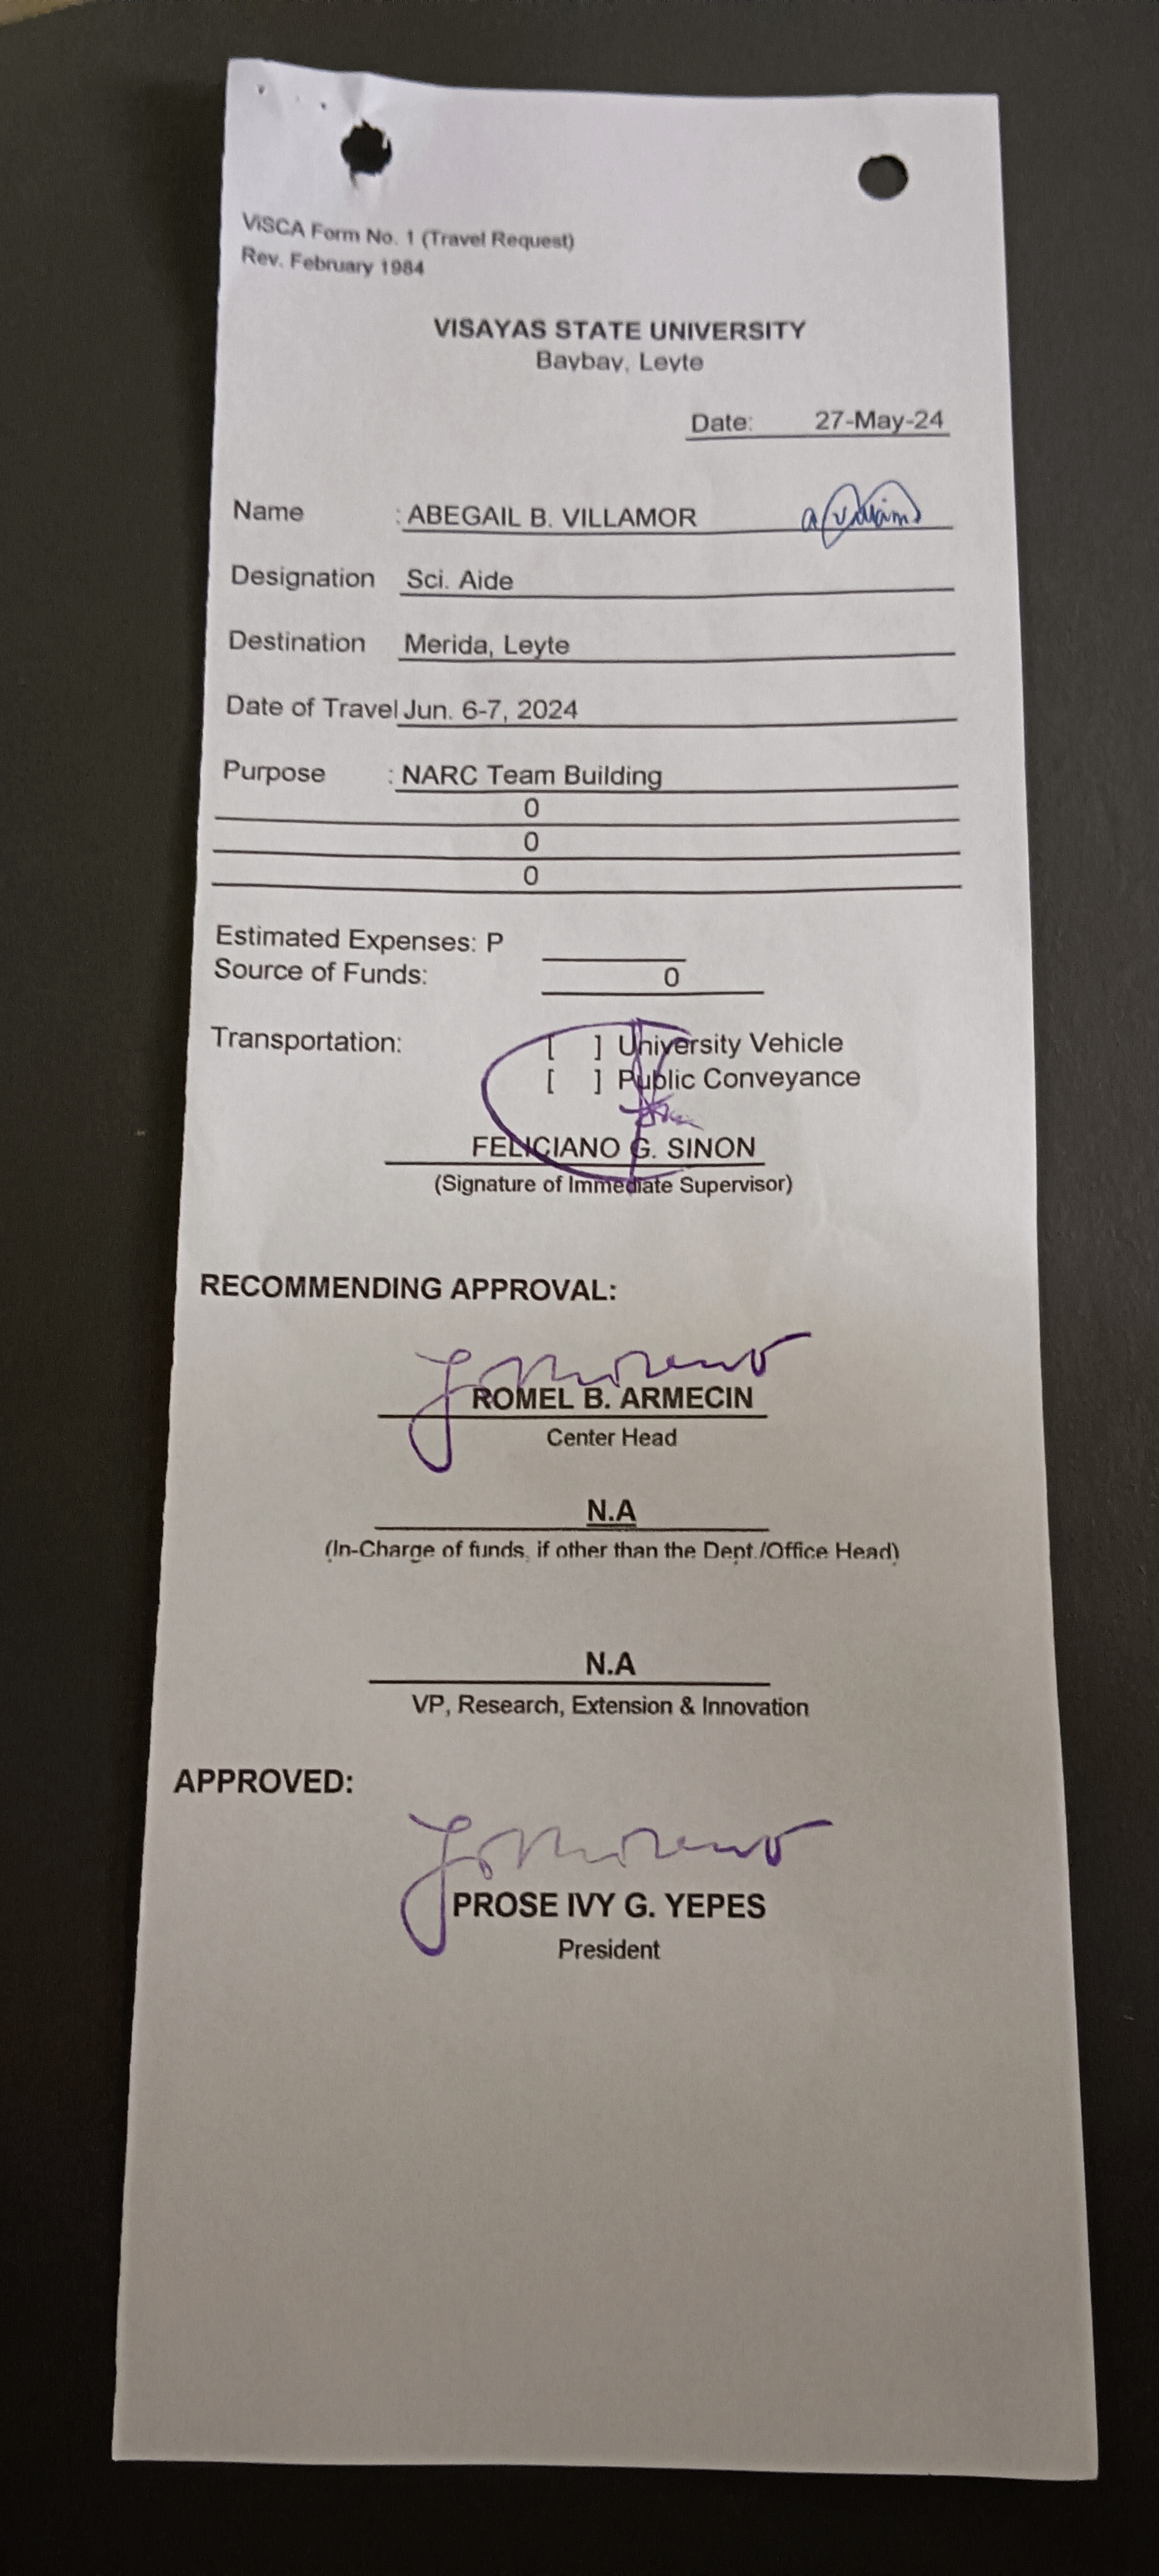 ViSCA Form No. 1 (Travel Request)
Rev. February 1984
VISAYAS STATE UNIVERSITY
Baybay, Leyte
Date: 27-May-24
Name : ABEGAIL B. VILLAMOR
Designation Sci. Aide
Destination Merida, Leyte
Date of Travel Jun. 6-7, 2024
Purpose : NARC Team Building
0
0
0
Estimated Expenses: P
Source of Funds: 0
Transportation: [ ] University Vehicle
[ ] Public Conveyance
FELICIANO G. SINON
(Signature of Immediate Supervisor)
RECOMMENDING APPROVAL:
ROMEL B. ARMECIN
Center Head
N.A
(In-Charge of funds, if other than the Dept./Office Head)
N.A
VP, Research, Extension & Innovation
APPROVED:
PROSE IVY G. YEPES
President